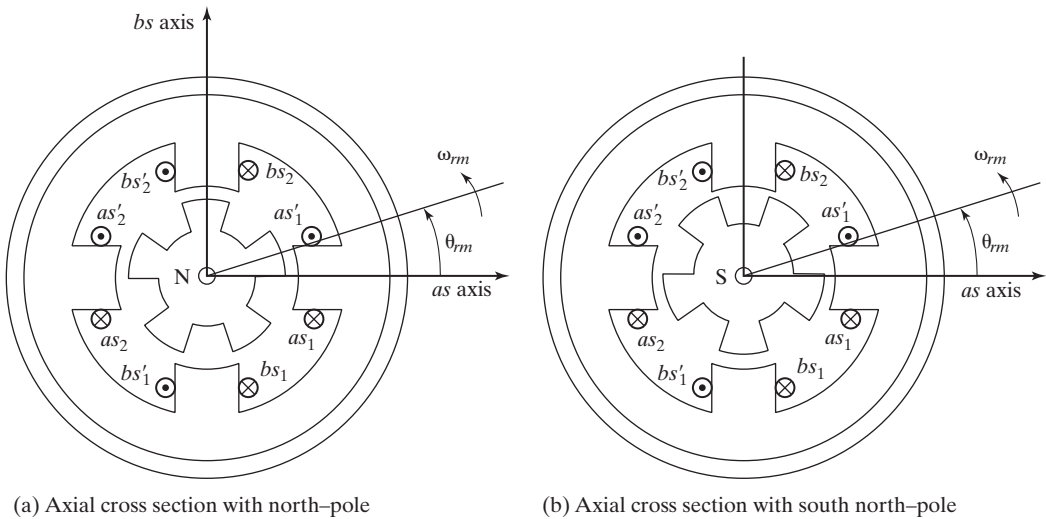 bs axis
bs′2
bs2
ωrm
as′2
as′1
θrm
N
as axis
as2
as1
bs′1
bs1
(a) Axial cross section with north–pole
bs′2
bs2
ωrm
as′2
as′1
θrm
S
as axis
as2
as1
bs′1
bs1
(b) Axial cross section with south north–pole